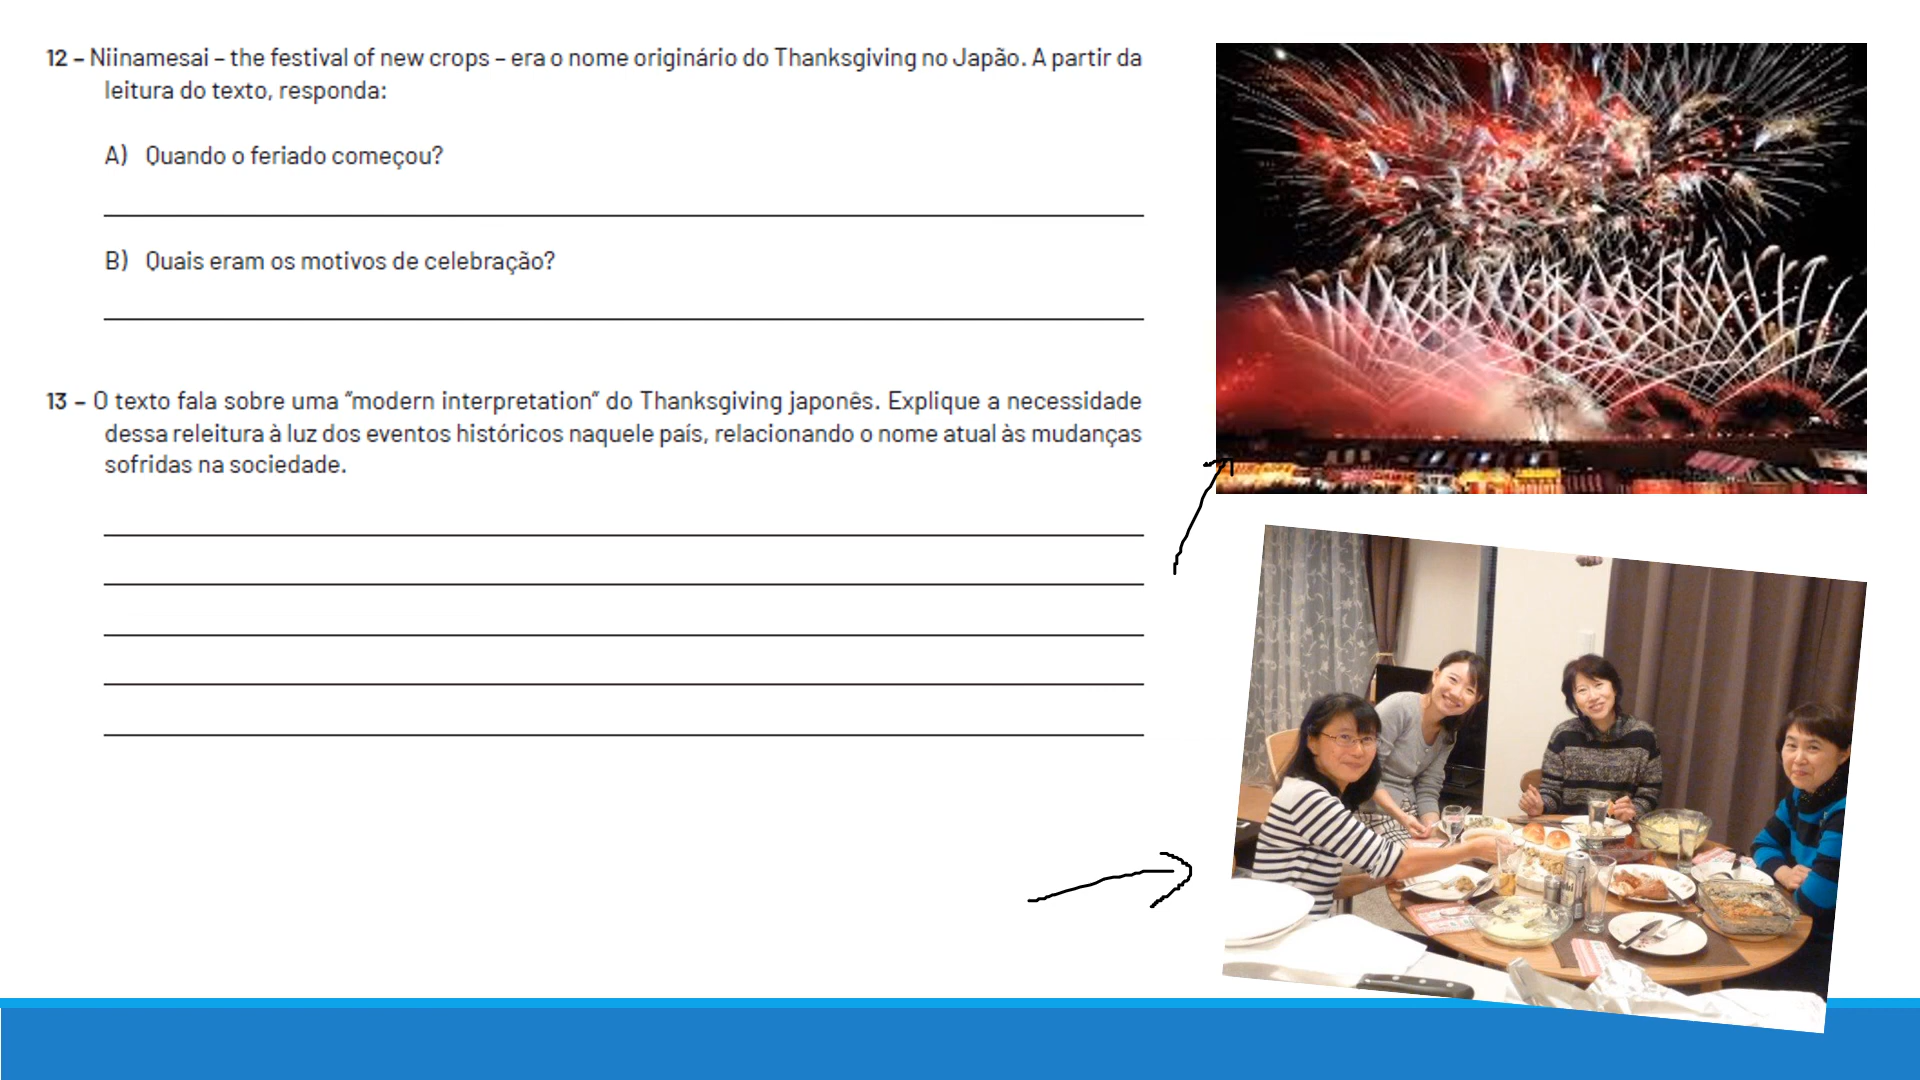 12 – Niinamesai – the festival of new crops – era o nome originário do Thanksgiving no Japão. A partir da
leitura do texto, responda:
A) Quando o feriado começou?
B) Quais eram os motivos de celebração?
13 – O texto fala sobre uma “modern interpretation” do Thanksgiving japonês. Explique a necessidade
dessa releitura à luz dos eventos históricos naquele país, relacionando o nome atual às mudanças
sofridas na sociedade.